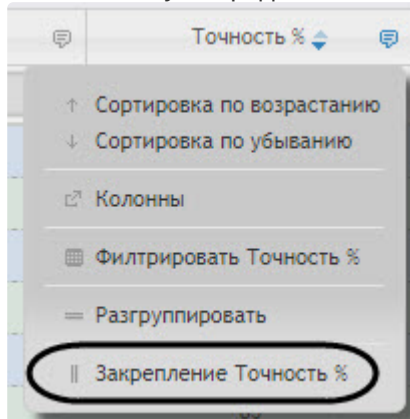 Точность %
Сортировка по возрастанию
Сортировка по убыванию
Колонны
Филтрировать Точность %
Разгруппировать
Закрепление Точность %